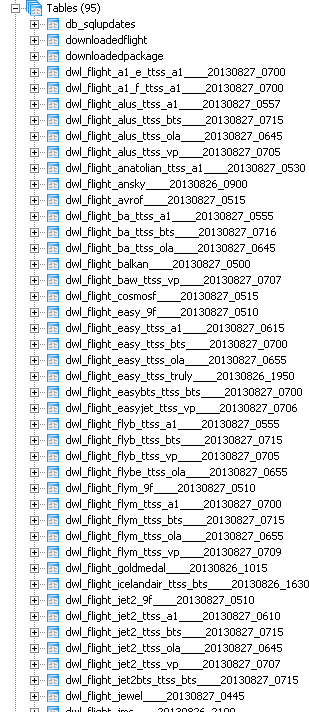 Tables (95)
db_sqlupdates
downloadedflight
downloadedpackage
dwl_flight_a1_e_ttss_a1____20130827_0700
dwl_flight_a1_f_ttss_a1____20130827_0700
dwl_flight_alus_ttss_a1____20130827_0557
dwl_flight_alus_ttss_bts____20130827_0715
dwl_flight_alus_ttss_ola____20130827_0645
dwl_flight_alus_ttss_vp____20130827_0705
dwl_flight_anatolian_ttss_a1____20130827_0530
dwl_flight_ansky____20130826_0900
dwl_flight_avrof____20130827_0515
dwl_flight_ba_ttss_a1____20130827_0555
dwl_flight_ba_ttss_bts____20130827_0716
dwl_flight_ba_ttss_ola____20130827_0645
dwl_flight_balkan____20130827_0500
dwl_flight_baw_ttss_vp____20130827_0707
dwl_flight_cosmosf____20130827_0515
dwl_flight_easy_9f____20130827_0510
dwl_flight_easy_ttss_a1____20130827_0615
dwl_flight_easy_ttss_bts____20130827_0700
dwl_flight_easy_ttss_ola____20130827_0655
dwl_flight_easy_ttss_truly____20130826_1950
dwl_flight_easybts_ttss_bts____20130827_0700
dwl_flight_easyjet_ttss_vp____20130827_0706
dwl_flight_flyb_ttss_a1____20130827_0555
dwl_flight_flyb_ttss_bts____20130827_0715
dwl_flight_flyb_ttss_vp____20130827_0705
dwl_flight_flybe_ttss_ola____20130827_0655
dwl_flight_flym_9f____20130827_0510
dwl_flight_flym_ttss_a1____20130827_0700
dwl_flight_flym_ttss_bts____20130827_0715
dwl_flight_flym_ttss_ola____20130827_0655
dwl_flight_flym_ttss_vp____20130827_0709
dwl_flight_goldmedal____20130826_1015
dwl_flight_icelandair_ttss_bts____20130826_1630
dwl_flight_jet2_9f____20130827_0510
dwl_flight_jet2_ttss_a1____20130827_0610
dwl_flight_jet2_ttss_bts____20130827_0715
dwl_flight_jet2_ttss_ola____20130827_0645
dwl_flight_jet2_ttss_vp____20130827_0707
dwl_flight_jet2bts_ttss_bts____20130827_0715
dwl_flight_jewel____20130827_0445